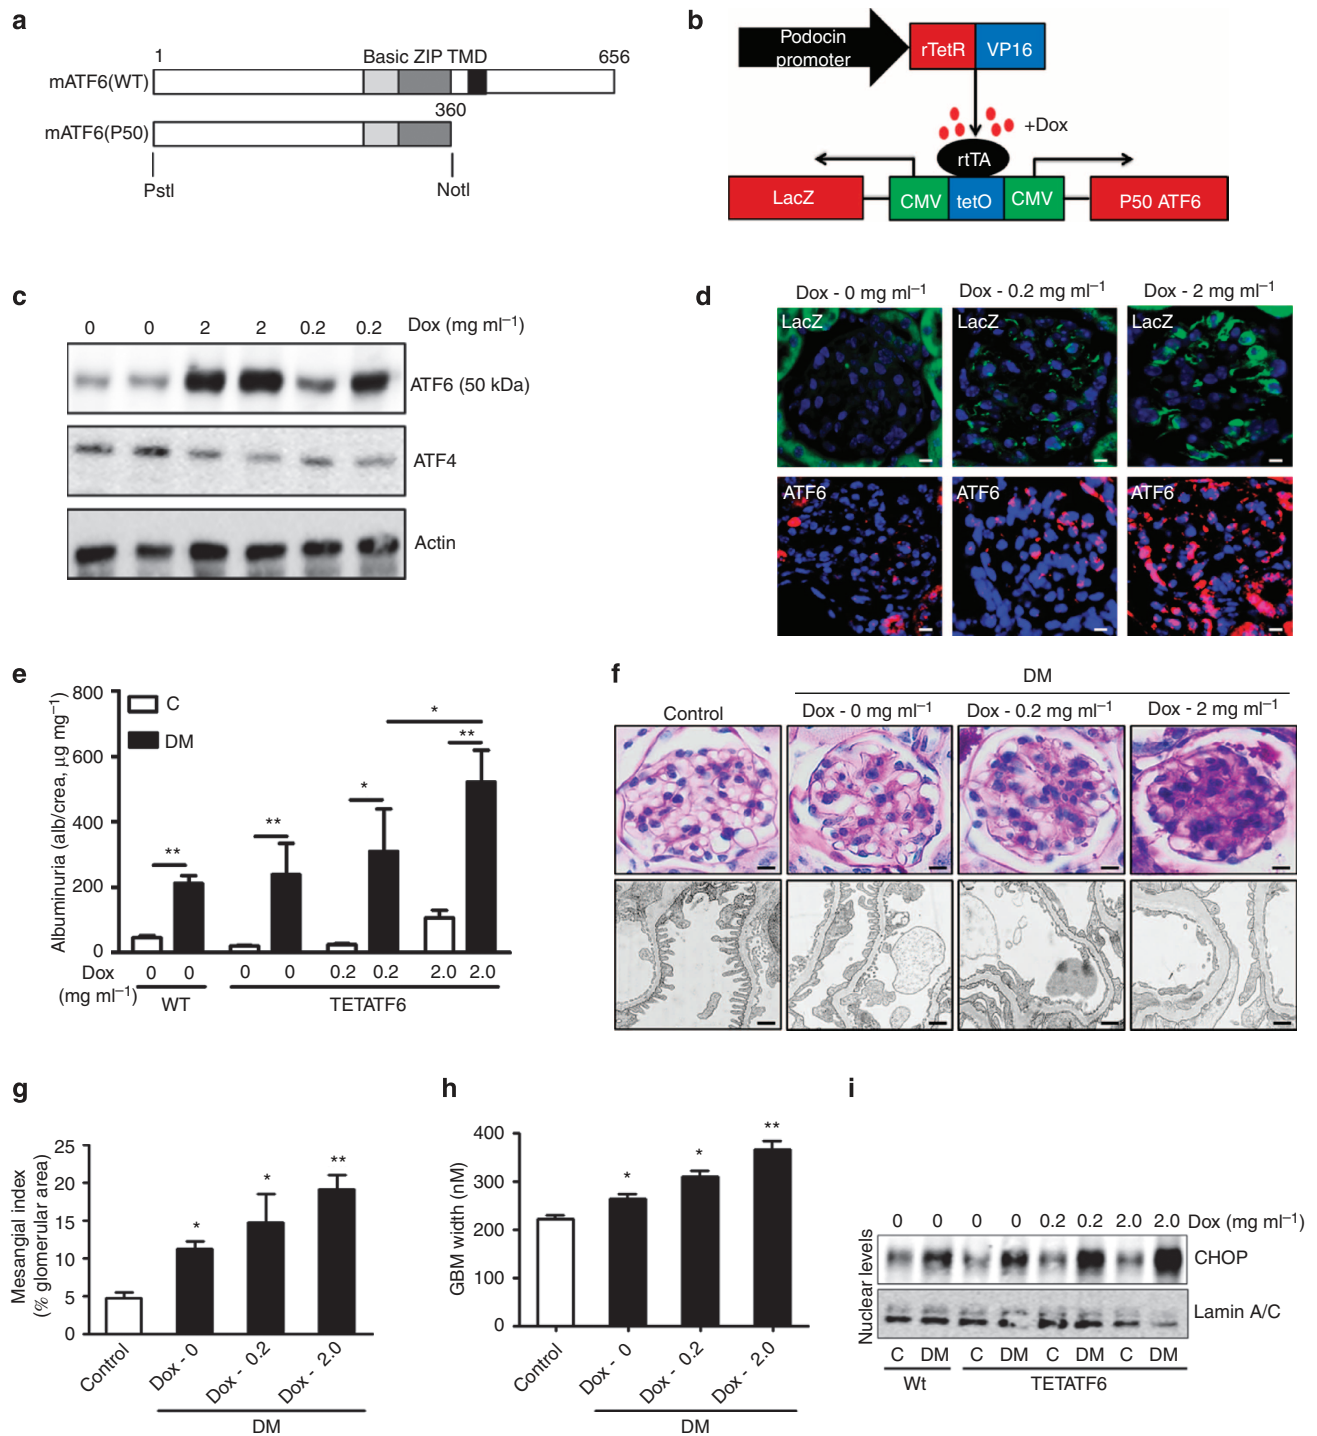 a
1
Basic ZIP TMD
656
mATF6(WT)
360
mATF6(P50)
PstI
NotI
b
Podocin
promoter
rTetR
VP16
+Dox
rtTA
LacZ
CMV
tetO
CMV
P50 ATF6
c
0 0 2 2 0.2 0.2 Dox (mg ml⁻¹)
ATF6 (50 kDa)
ATF4
Actin
d
Dox - 0 mg ml⁻¹ Dox - 0.2 mg ml⁻¹ Dox - 2 mg ml⁻¹
LacZ LacZ LacZ
ATF6 ATF6 ATF6
e
Albuminuria (alb/crea, µg mg⁻¹)
800
600
400
200
0
C
DM
** ** * ** *
Dox 0 0 0 0 0.2 0.2 2.0 2.0
(mg ml⁻¹)
WT
TETATF6
f
DM
Control
Dox - 0 mg ml⁻¹ Dox - 0.2 mg ml⁻¹ Dox - 2 mg ml⁻¹
g
Mesangial index
(% glomerular area)
25
20
15
10
5
0
* * **
Control
Dox - 0
Dox - 0.2
Dox - 2.0
DM
h
GBM width (nM)
400
300
200
100
0
* * **
Control
Dox - 0
Dox - 0.2
Dox - 2.0
DM
i
Nuclear levels
0 0 0 0 0.2 0.2 2.0 2.0 Dox (mg ml⁻¹)
CHOP
Lamin A/C
C DM C DM C DM C DM
Wt
TETATF6